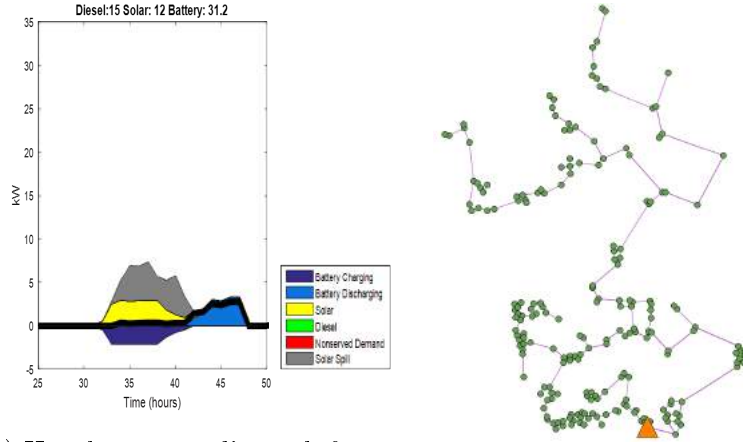 Diesel:15 Solar: 12 Battery: 31.2
35
30
25
20
15
10
5
0
-5
kW
25 30 35 40 45 50
Time (hours)
Battery Charging
Battery Discharging
Solar
Diesel
Nonserved Demand
Solar Spill